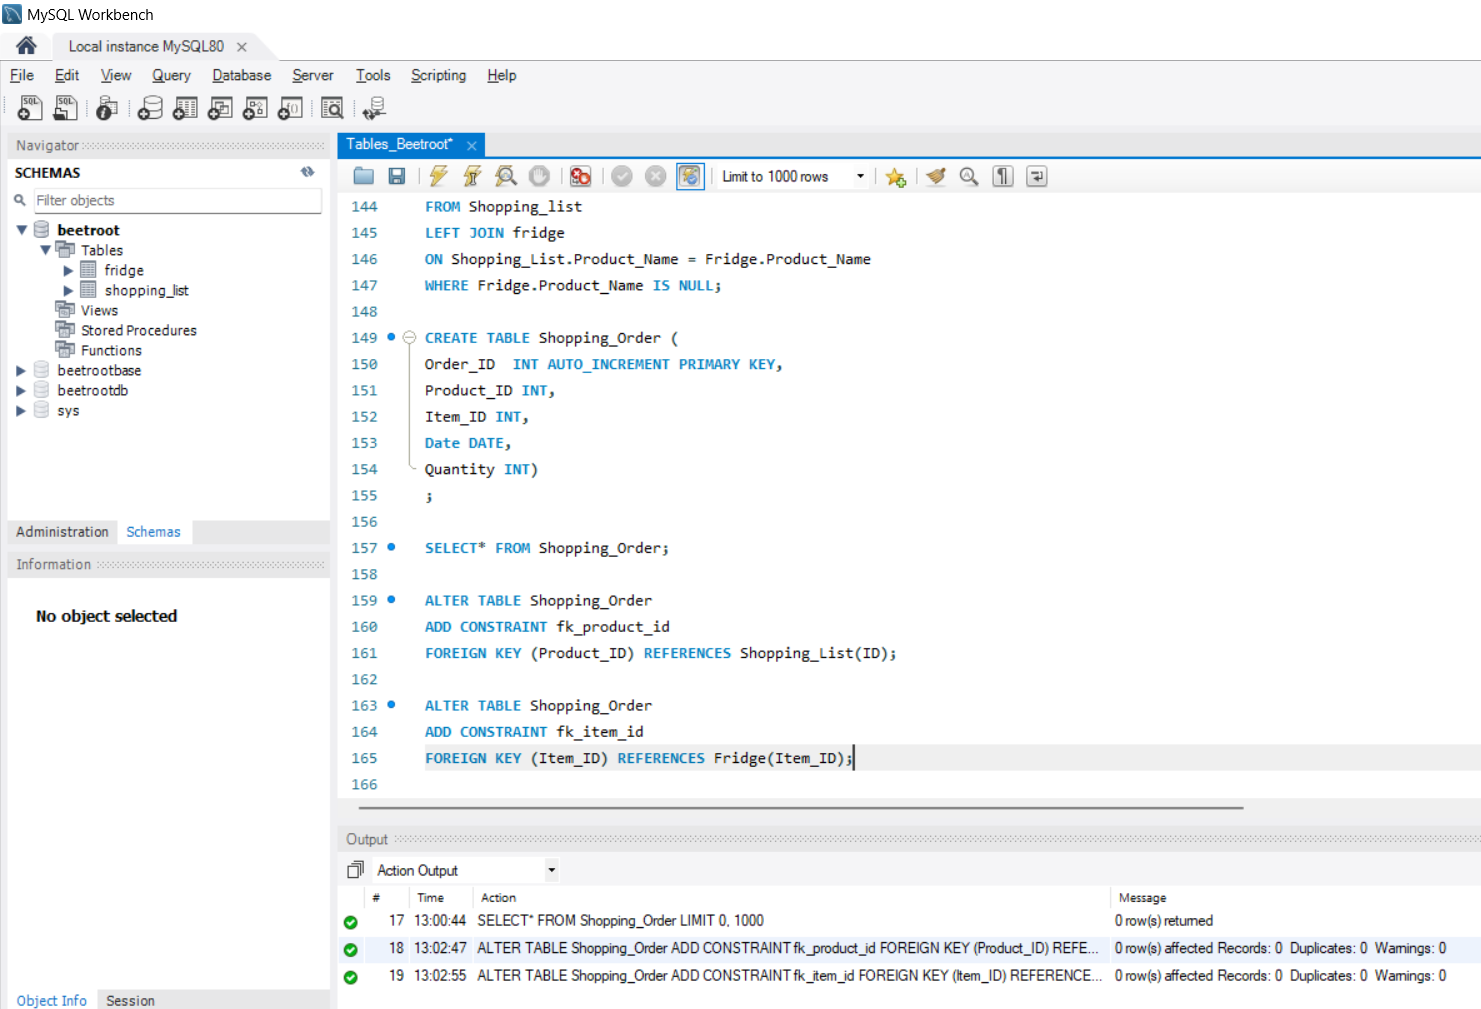 MySQL Workbench
Local instance MySQL80
File Edit View Query Database Server Tools Scripting Help
Navigator
SCHEMAS
Filter objects
beetroot
Tables
fridge
shopping_list
Views
Stored Procedures
Functions
beetrootbase
beetrootdb
sys
Administration Schemas
Information
No object selected
Object Info Session
Tables_Beetroot*
Limit to 1000 rows
144 FROM Shopping_list
145 LEFT JOIN fridge
146 ON Shopping_List.Product_Name = Fridge.Product_Name
147 WHERE Fridge.Product_Name IS NULL;
148
149 CREATE TABLE Shopping_Order (
150 Order_ID  INT AUTO_INCREMENT PRIMARY KEY,
151 Product_ID INT,
152 Item_ID INT,
153 Date DATE,
154 Quantity INT)
155 ;
156
157 SELECT* FROM Shopping_Order;
158
159 ALTER TABLE Shopping_Order
160 ADD CONSTRAINT fk_product_id
161 FOREIGN KEY (Product_ID) REFERENCES Shopping_List(ID);
162
163 ALTER TABLE Shopping_Order
164 ADD CONSTRAINT fk_item_id
165 FOREIGN KEY (Item_ID) REFERENCES Fridge(Item_ID);
166
Output
Action Output
# Time Action Message
17 13:00:44 SELECT* FROM Shopping_Order LIMIT 0, 1000 0 row(s) returned
18 13:02:47 ALTER TABLE Shopping_Order ADD CONSTRAINT fk_product_id FOREIGN KEY (Product_ID) REFE... 0 row(s) affected Records: 0 Duplicates: 0 Warnings: 0
19 13:02:55 ALTER TABLE Shopping_Order ADD CONSTRAINT fk_item_id FOREIGN KEY (Item_ID) REFERENCE... 0 row(s) affected Records: 0 Duplicates: 0 Warnings: 0